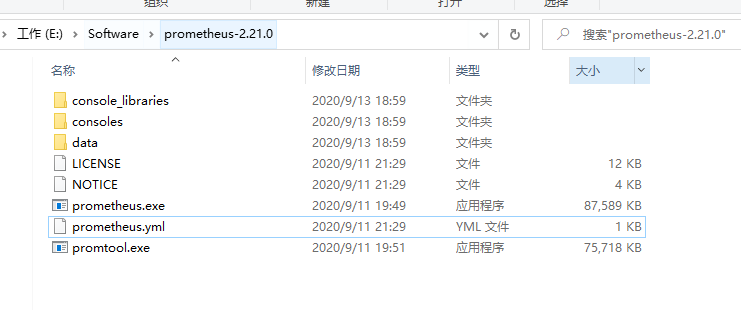 组织 新建 打开 选择
工作 (E:) Software prometheus-2.21.0 搜索"prometheus-2.21.0"
名称 修改日期 类型 大小
console_libraries 2020/9/13 18:59 文件夹
consoles 2020/9/13 18:59 文件夹
data 2020/9/13 18:59 文件夹
LICENSE 2020/9/11 21:29 文件 12 KB
NOTICE 2020/9/11 21:29 文件 4 KB
prometheus.exe 2020/9/11 19:49 应用程序 87,589 KB
prometheus.yml 2020/9/11 21:29 YML 文件 1 KB
promtool.exe 2020/9/11 19:51 应用程序 75,718 KB